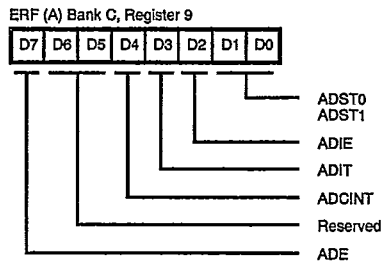 ERF (A) Bank C, Register 9
D7 D6 D5 D4 D3 D2 D1 D0
ADST0
ADST1
ADIE
ADIT
ADCINT
Reserved
ADE